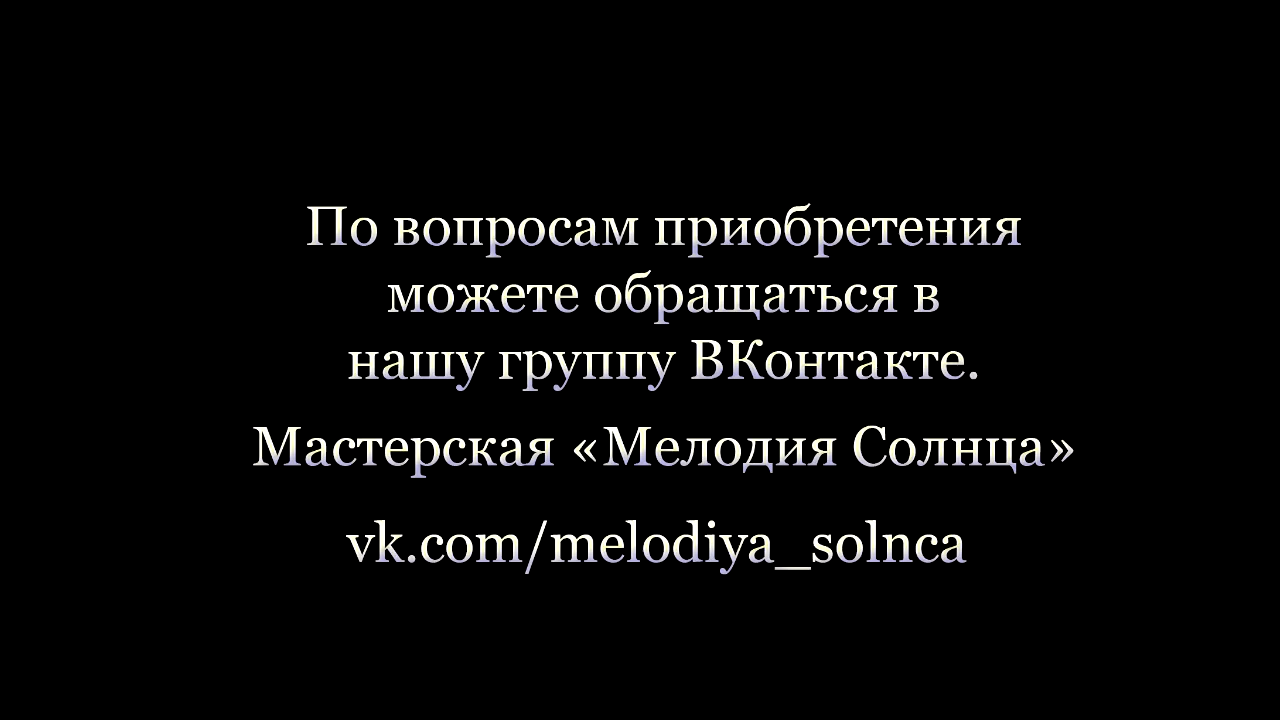 По вопросам приобретения
можете обращаться в
нашу группу ВКонтакте.
Мастерская «Мелодия Солнца»
vk.com/melodiya_solnca